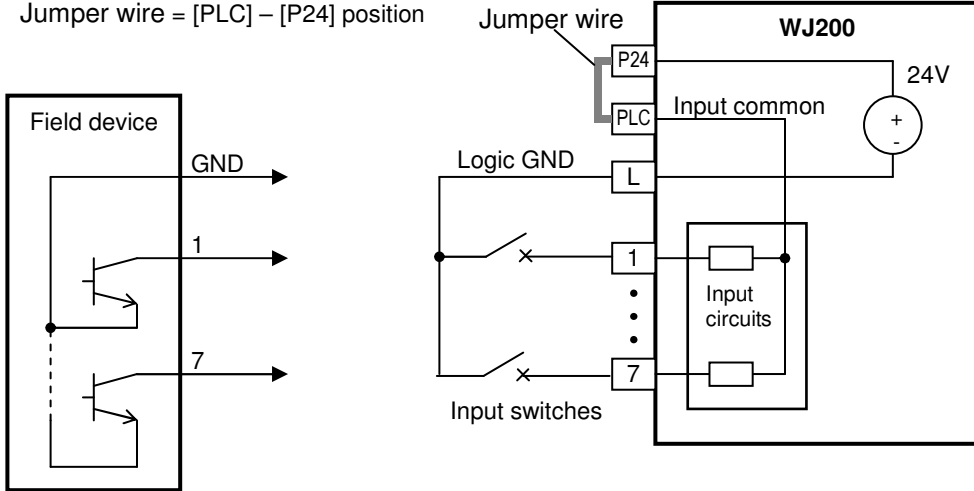 Jumper wire = [PLC] – [P24] position
Jumper wire
WJ200
P24
24V
PLC
Input common
+
-
Field device
GND
Logic GND
L
1
1
Input
circuits
7
7
Input switches